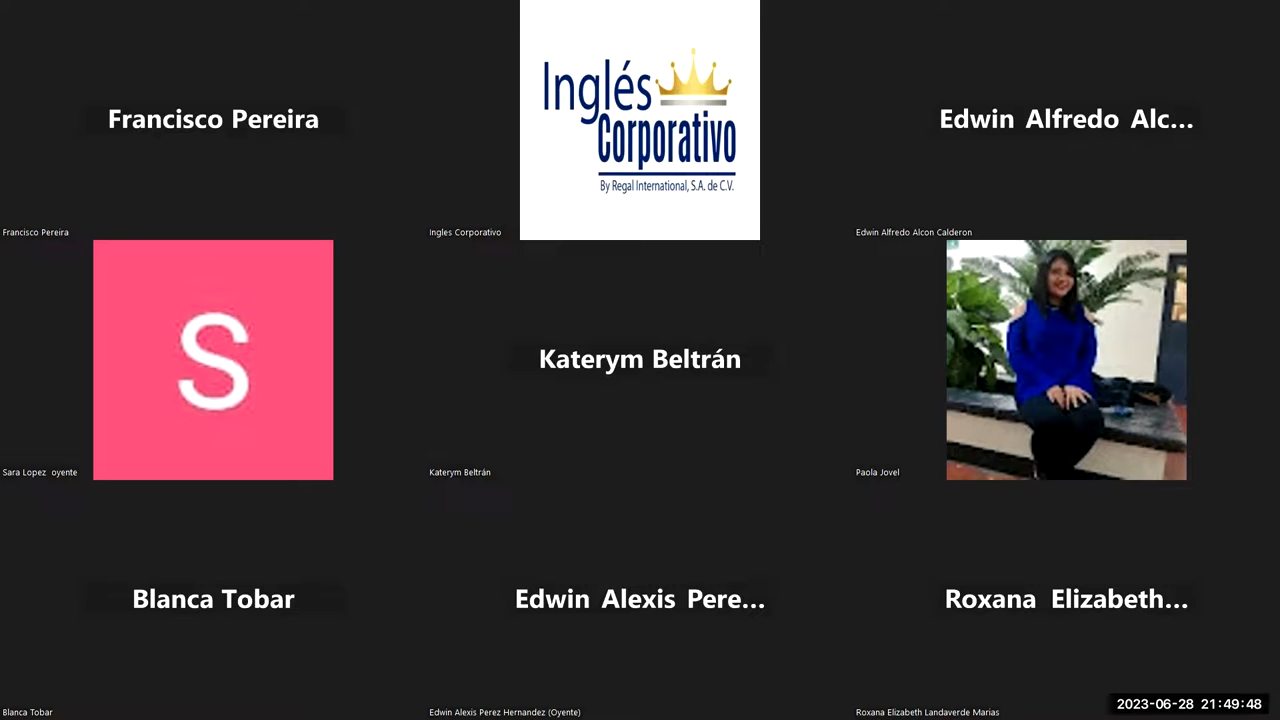 Francisco Pereira
Inglés
Corporativo
By Regal International, S.A. de C.V.
Edwin Alfredo Alc...
Francisco Pereira
Ingles Corporativo
Edwin Alfredo Alcon Calderon
S
Katerym Beltrán
Sara Lopez oyente
Katerym Beltrán
Paola Jovel
Blanca Tobar
Edwin Alexis Pere...
Roxana Elizabeth...
Blanca Tobar
Edwin Alexis Perez Hernandez (Oyente)
Roxana Elizabeth Landaverde Marias
2023-06-28 21:49:48